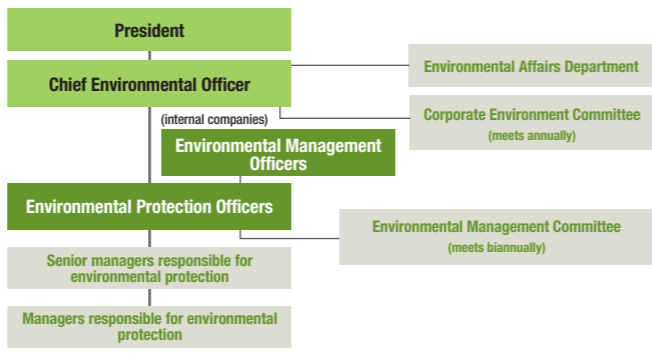 President
Chief Environmental Officer
Environmental Affairs Department
Corporate Environment Committee
(meets annually)
(internal companies)
Environmental Management
Officers
Environmental Protection Officers
Environmental Management Committee
(meets biannually)
Senior managers responsible for
environmental protection
Managers responsible for environmental
protection